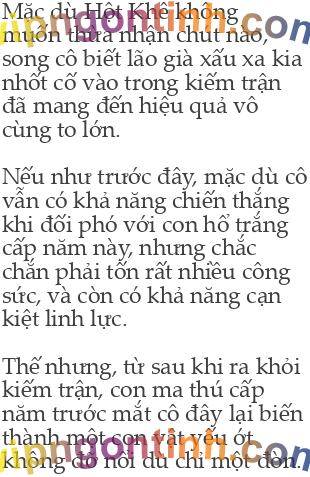 Mặc dù Hột Khê không
muốn thừa nhận chút nào,
song cô biết lão già xấu xa kia
nhốt cố vào trong kiếm trận
đã mang đến hiệu quả vô
cùng to lớn.
Nếu như trước đây, mặc dù cô
vẫn có khả năng chiến thắng
khi đối phó với con hổ trắng
cấp năm này, nhưng chắc
chắn phải tốn rất nhiều công
sức, và còn có khả năng cạn
kiệt linh lực.
Thế nhưng, từ sau khi ra khỏi
kiếm trận, con ma thú cấp
năm trước mắt cô đây lại biến
thành một con vật yếu ớt
không đỡ nổi dù chỉ một đòn.
vipngontinh.com
vipngontinh.com